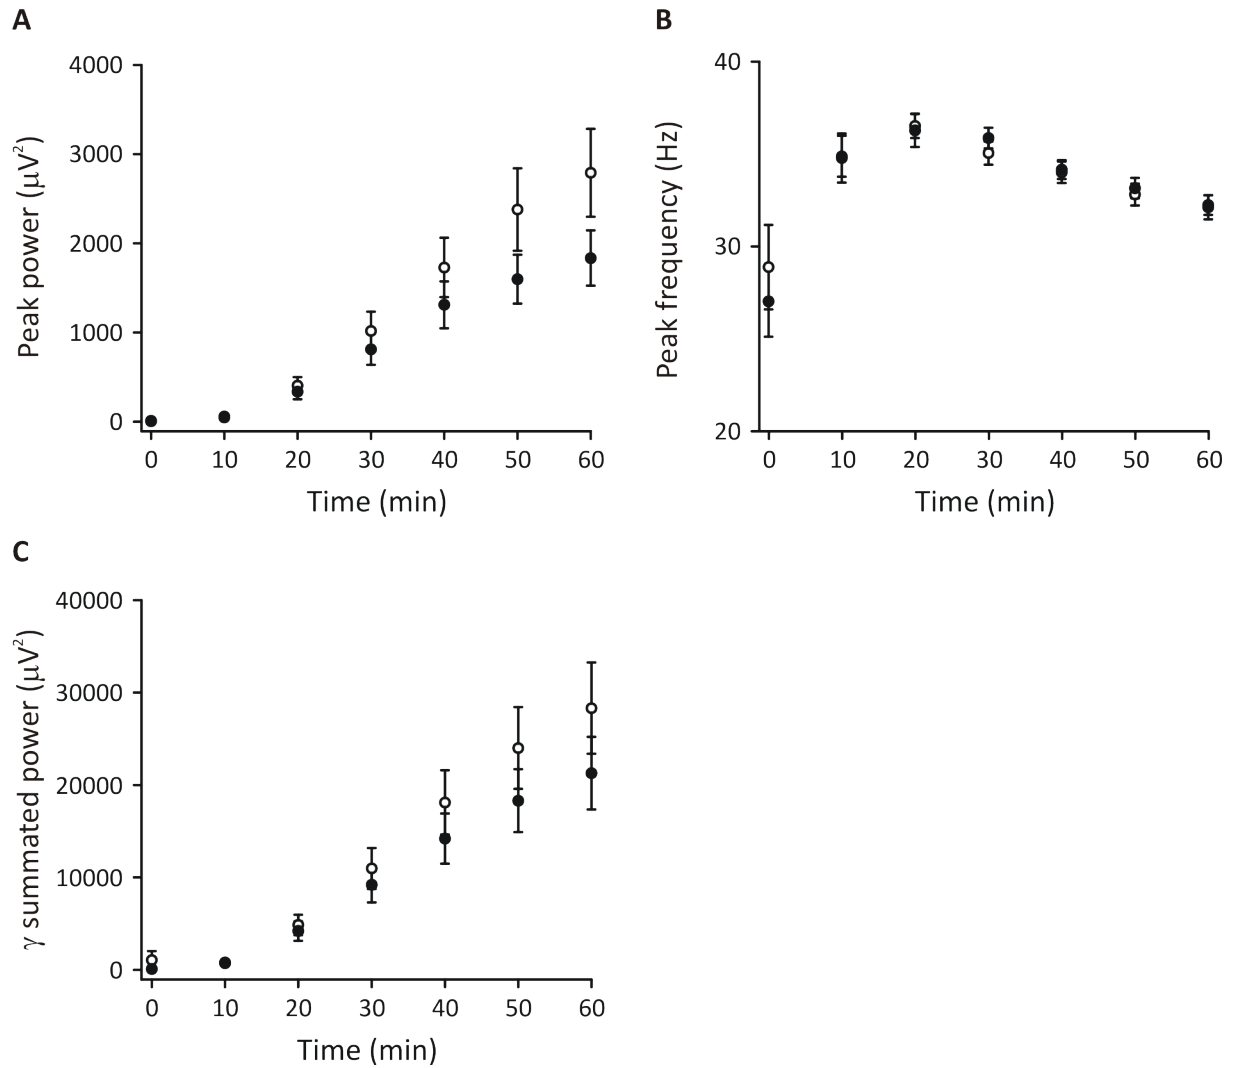 A
4000
3000
2000
1000
0
Peak power (μV²)
0 10 20 30 40 50 60
Time (min)
B
40
30
20
Peak frequency (Hz)
0 10 20 30 40 50 60
Time (min)
C
40000
30000
20000
10000
0
γ summated power (μV²)
0 10 20 30 40 50 60
Time (min)